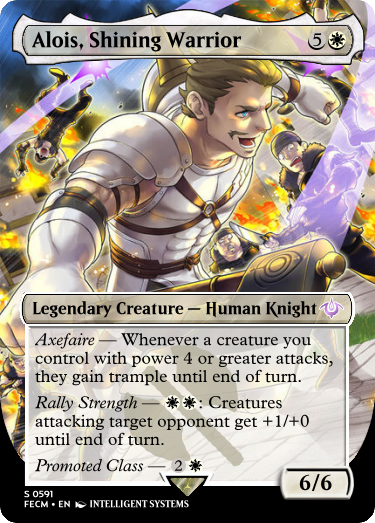 Alois, Shining Warrior 5
Legendary Creature — Human Knight
Axefaire — Whenever a creature you
control with power 4 or greater attacks,
they gain trample until end of turn.
Rally Strength — : Creatures
attacking target opponent get +1/+0
until end of turn.
Promoted Class — 2
6/6
S 0591
FECM • EN INTELLIGENT SYSTEMS